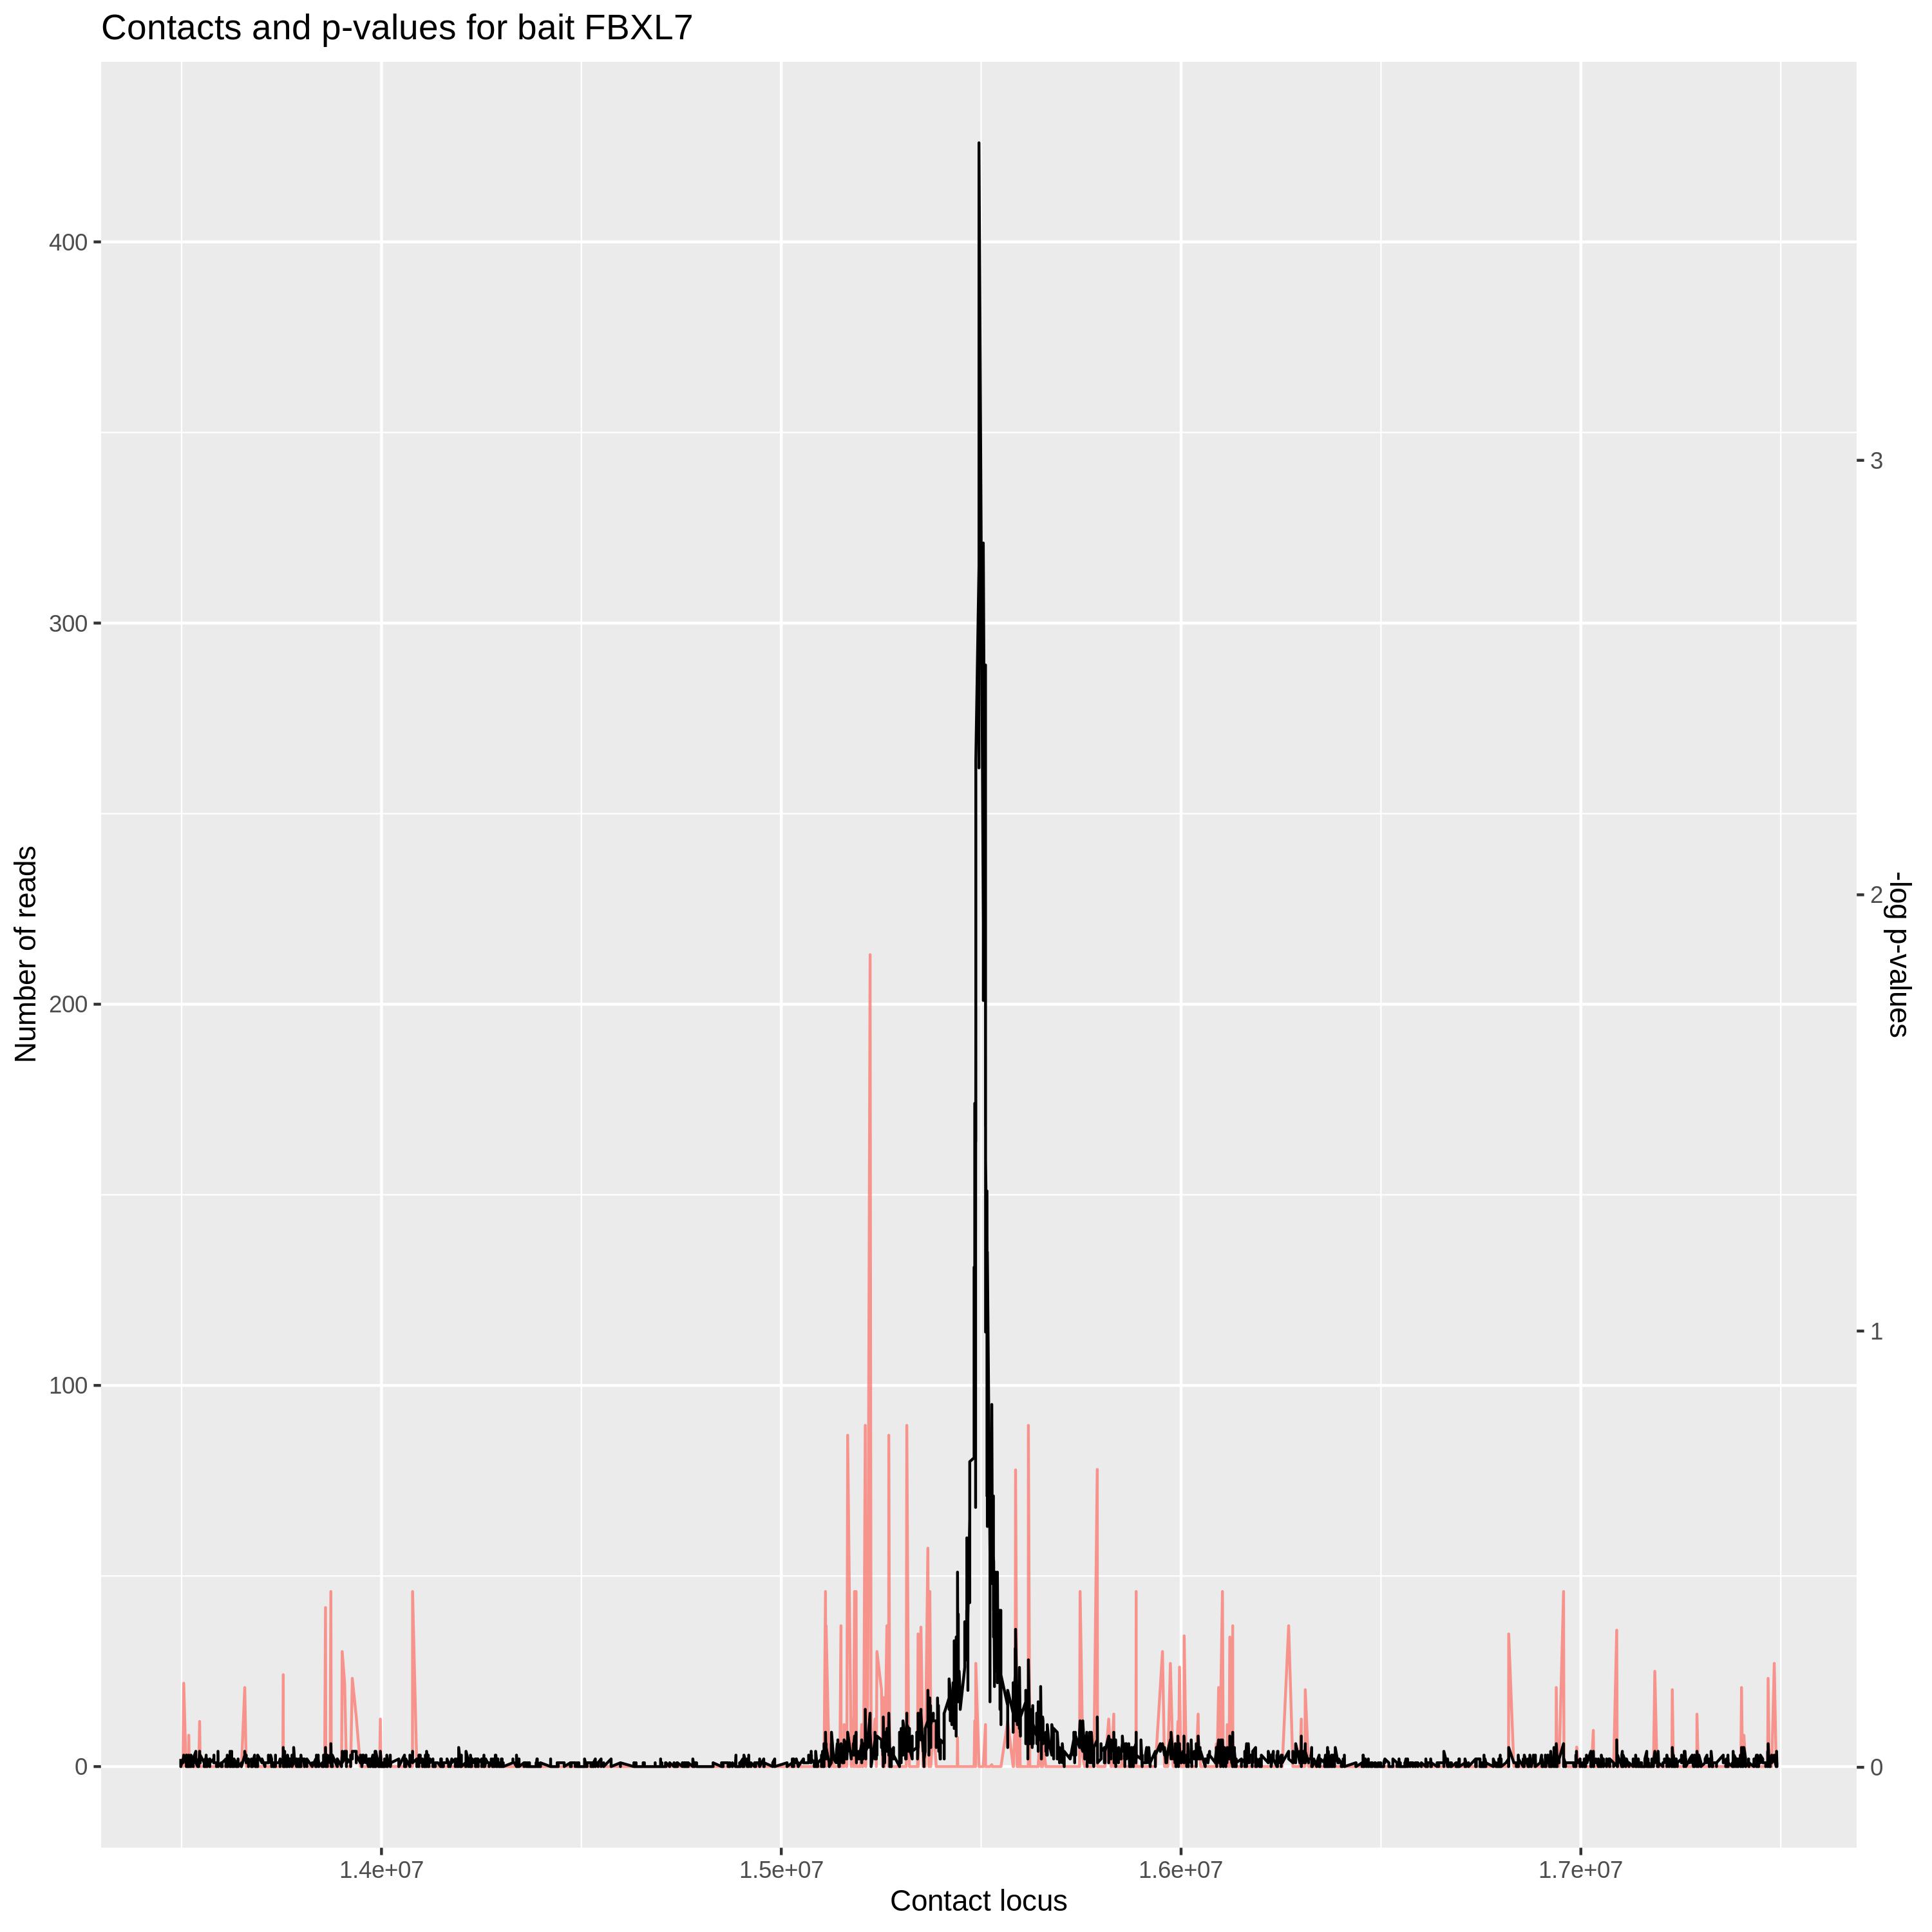 Contacts and p-values for bait FBXL7
400
300
200
100
0
Number of reads
3
2
1
0
-log p-values
1.4e+07
1.5e+07
1.6e+07
1.7e+07
Contact locus